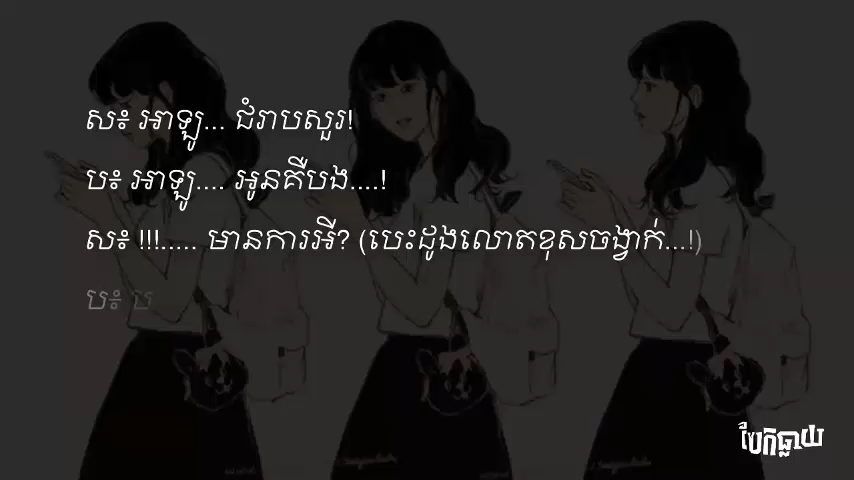 ស៖ អាឡូ... ជំរាបសួរ!
ប៖ អាឡូ.... អូនគឺបង....!
ស៖ !!!..... មានការអី? (បេះដូងលោតខុសចង្វាក់...!)
ប៖ ប
បែកធ្លាយ